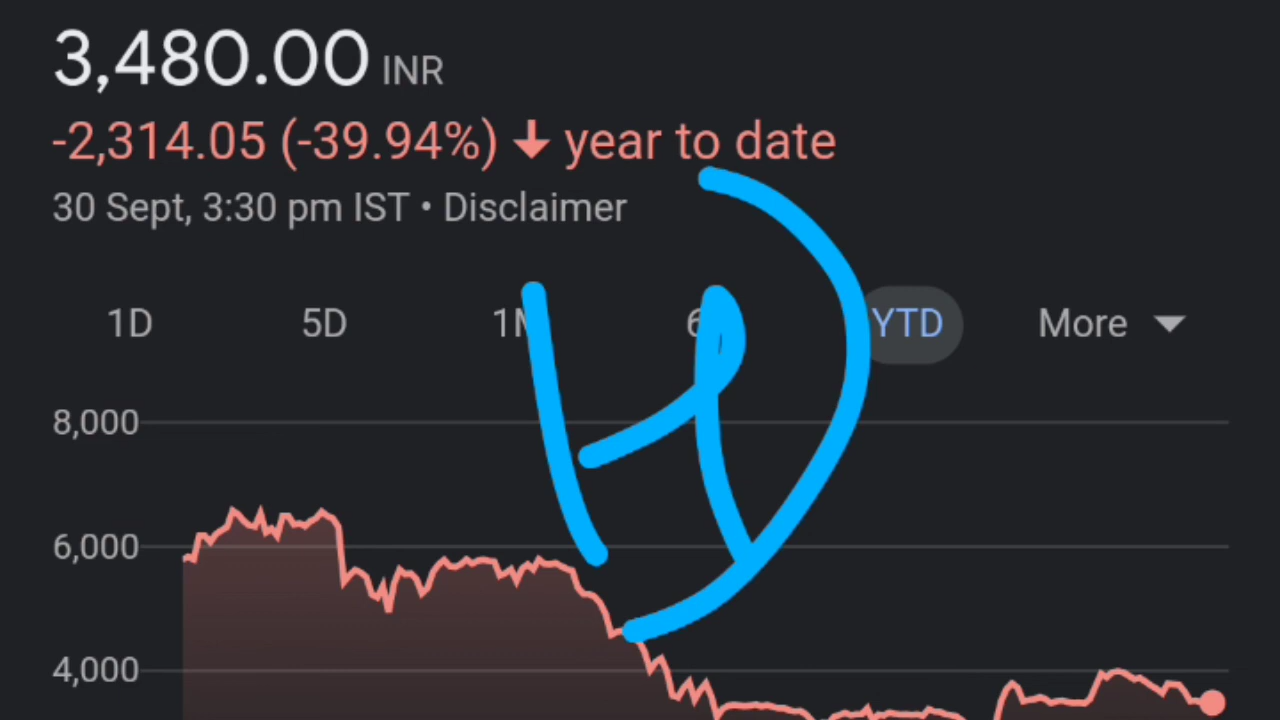 3,480.00 INR
-2,314.05 (-39.94%) ↓ year to date
30 Sept, 3:30 pm IST • Disclaimer
1D 5D YTD More
8,000
6,000
4,000